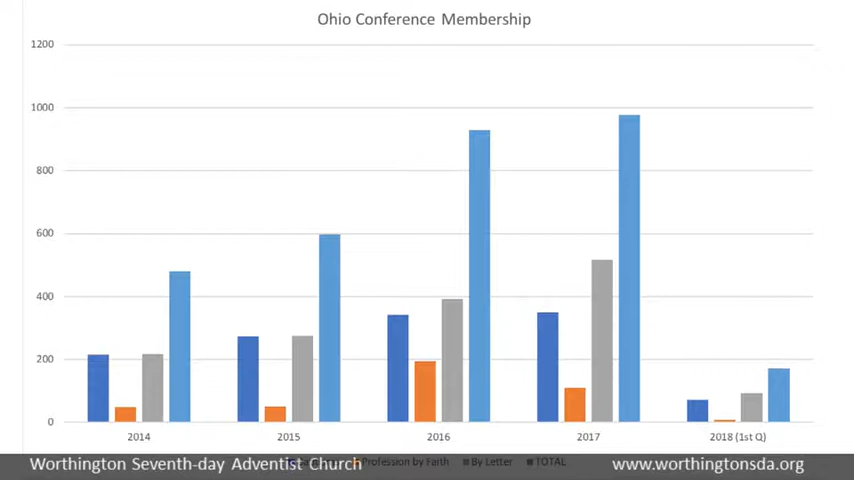 Ohio Conference Membership
1200
1000
800
600
400
200
0
2014 2015 2016 2017 2018 (1st Q)
Profession by Faith By Letter TOTAL
Worthington Seventh-day Adventist Church www.worthingtonsda.org